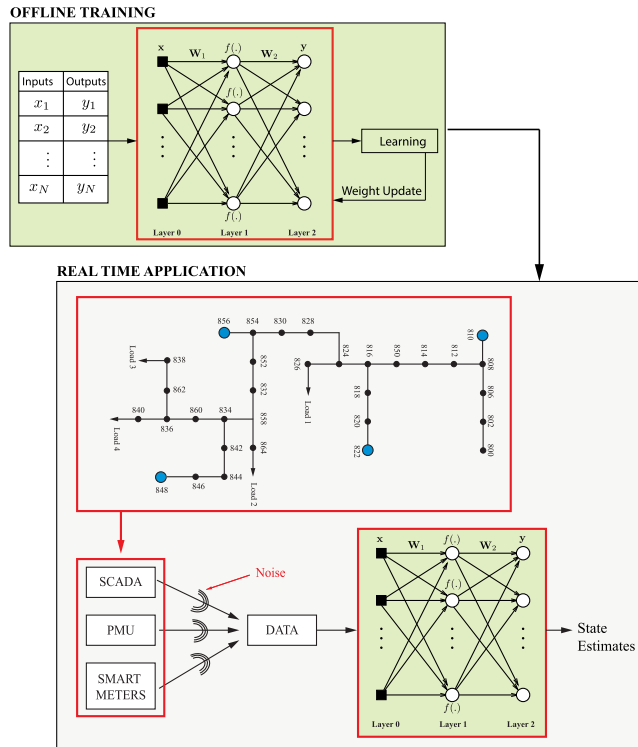 OFFLINE TRAINING
Inputs Outputs
x1 y1
x2 y2
⋮ ⋮
xN yN
x W1 f(.) W2 y
f(.)
f(.)
Layer 0 Layer 1 Layer 2
Learning
Weight Update
REAL TIME APPLICATION
856 854 830 828
810
Load 3
838
852
824
826
816 850 814 812
808
862
832
Load 1
818
806
840
836
860 834
858
820
802
Load 4
842
864
822
800
848
846
844
Load 2
SCADA
PMU
SMART
METERS
Noise
DATA
x W1 f(.) W2 y
f(.)
f(.)
Layer 0 Layer 1 Layer 2
State
Estimates